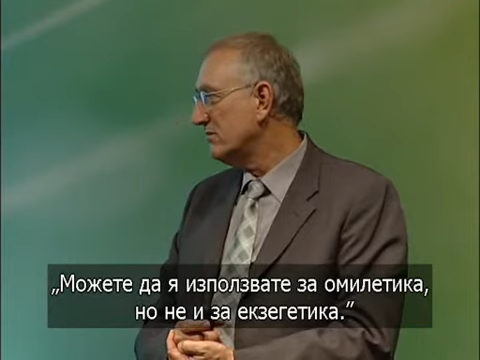 „Можете да я използвате за омилетика,
но не и за екзегетика.”